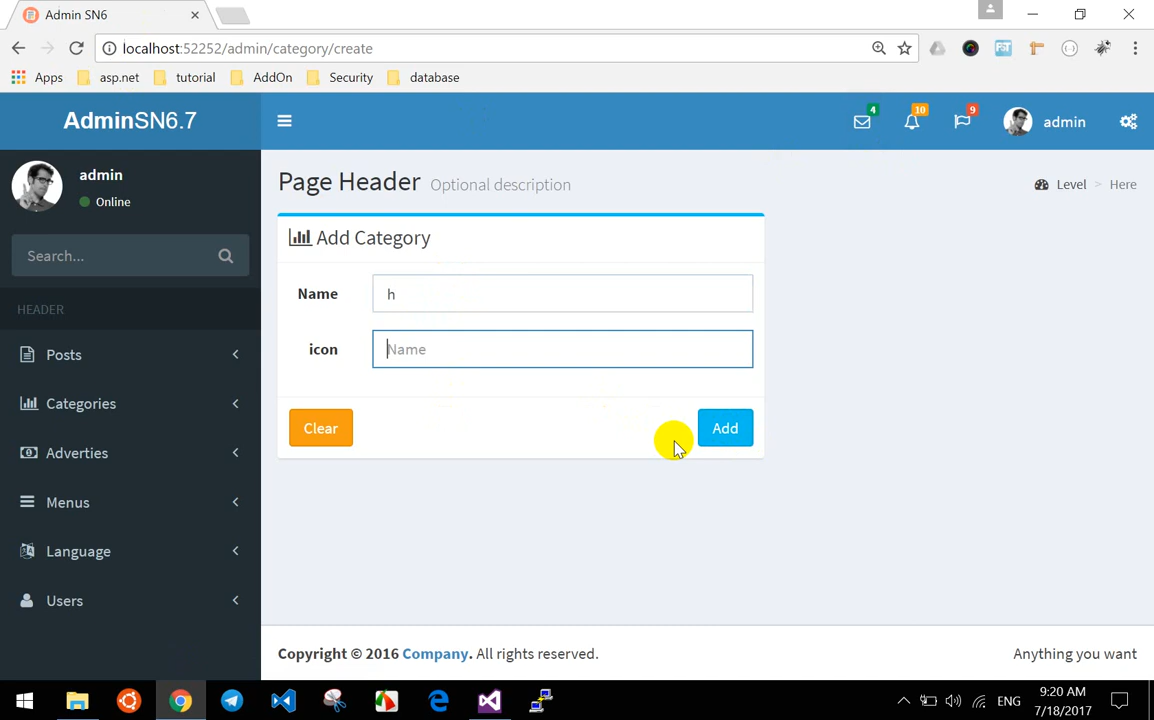 Admin SN6
localhost:52252/admin/category/create
Apps asp.net tutorial AddOn Security database
AdminSN6.7
4 10 9 admin
admin
Online
Search...
HEADER
Posts
Categories
Adverties
Menus
Language
Users
Page Header Optional description
Level > Here
Add Category
Name h
icon Name
Clear Add
Copyright © 2016 Company. All rights reserved.
Anything you want
ENG
9:20 AM
7/18/2017